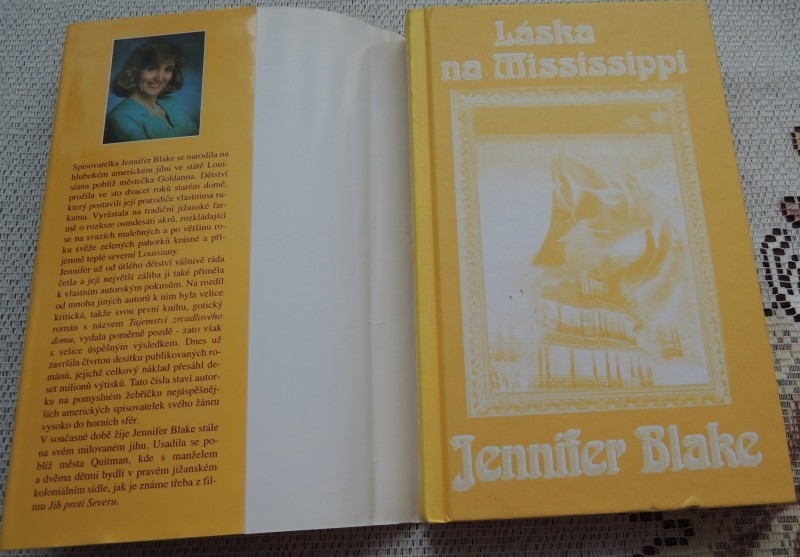 Spisovatelka Jennifer Blake se narodila na
hlubokém americkém jihu ve státě Loui-
siana poblíž městečka Goldanna. Dětství
prožila ve sto dvacet roků starém domě,
který postavili její prarodiče vlastníma ru-
kama. Vyrůstala na tradiční jižanské far-
mě o rozloze osmdesáti akrů, rozkládající
se na svazích malebných a po většinu ro-
ku svěže zelených pahorků krásné a pří-
jemně teplé severní Louisiany.
Jennifer už od útlého dětství vášnivě ráda
četla a její největší záliba ji také přiměla
k vlastním autorským pokusům. Na rozdíl
od mnoha jiných autorů k nim byla velice
kritická, takže svou první knihu, gotický
román s názvem Tajemství zrcadlového
domu, vydala poměrně pozdě - zato však
s velice úspěšným výsledkem. Dnes už
završila čtvrtou desítku publikovaných ro-
mánů, jejichž celkový náklad přesáhl de-
set milionů výtisků. Tato čísla staví autor-
ku na pomyslném žebříčku nejúspěšněj-
ších amerických spisovatelek svého žánru
vysoko do horních sfér.
V současné době žije Jennifer Blake stále
na svém milovaném jihu. Usadila se po-
blíž města Quitman, kde s manželem
a dvěma dětmi bydlí v pravém jižanském
koloniálním sídle, jak je známe třeba z fil-
mu Jih proti Severu.
Láska
na Mississippi
Jennifer Blake